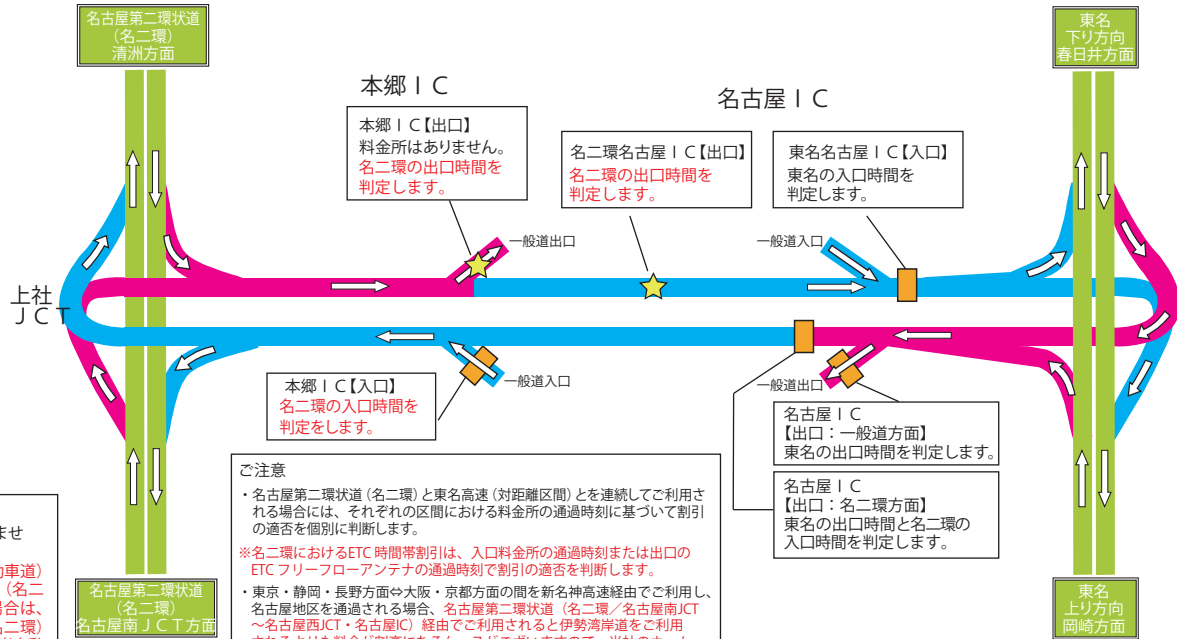 名古屋第二環状道
(名二環)
清洲方面
東名
下り方向
春日井方面
本郷ＩＣ
名古屋ＩＣ
本郷ＩＣ【出口】
料金所はありません。
名二環の出口時間を
判定します。
名二環名古屋ＩＣ【出口】
名二環の出口時間を
判定します。
東名名古屋ＩＣ【入口】
東名の入口時間を
判定します。
一般道出口
一般道入口
上社
ＪＣＴ
本郷ＩＣ【入口】
名二環の入口時間を
判定をします。
一般道入口
一般道出口
名古屋ＩＣ
【出口：一般道方面】
東名の出口時間を判定します。
名古屋ＩＣ
【出口：名二環方面】
東名の出口時間と名二環の
入口時間を判定します。
ご注意
・名古屋第二環状道（名二環）と東名高速（対距離区間）とを連続してご利用さ
れる場合には、それぞれの区間における料金所の通過時刻に基づいて割引
の適否を個別に判断します。
※名二環におけるETC時間帯割引は、入口料金所の通過時刻または出口の
ETCフリーフローアンテナの通過時刻で割引の適否を判断します。
・東京・静岡・長野方面⇔大阪・京都方面の間を新名神高速経由でご利用し、
名古屋地区を通過される場合、名古屋第二環状道（名二環／名古屋南JCT
～名古屋西JCT・名古屋IC）経由でご利用されると伊勢湾岸道をご利用
ませ
動車道）
（名二
場合は、
名二環）
名古屋第二環状道
(名二環)
名古屋南ＪＣＴ方面
東名
上り方向
岡崎方面